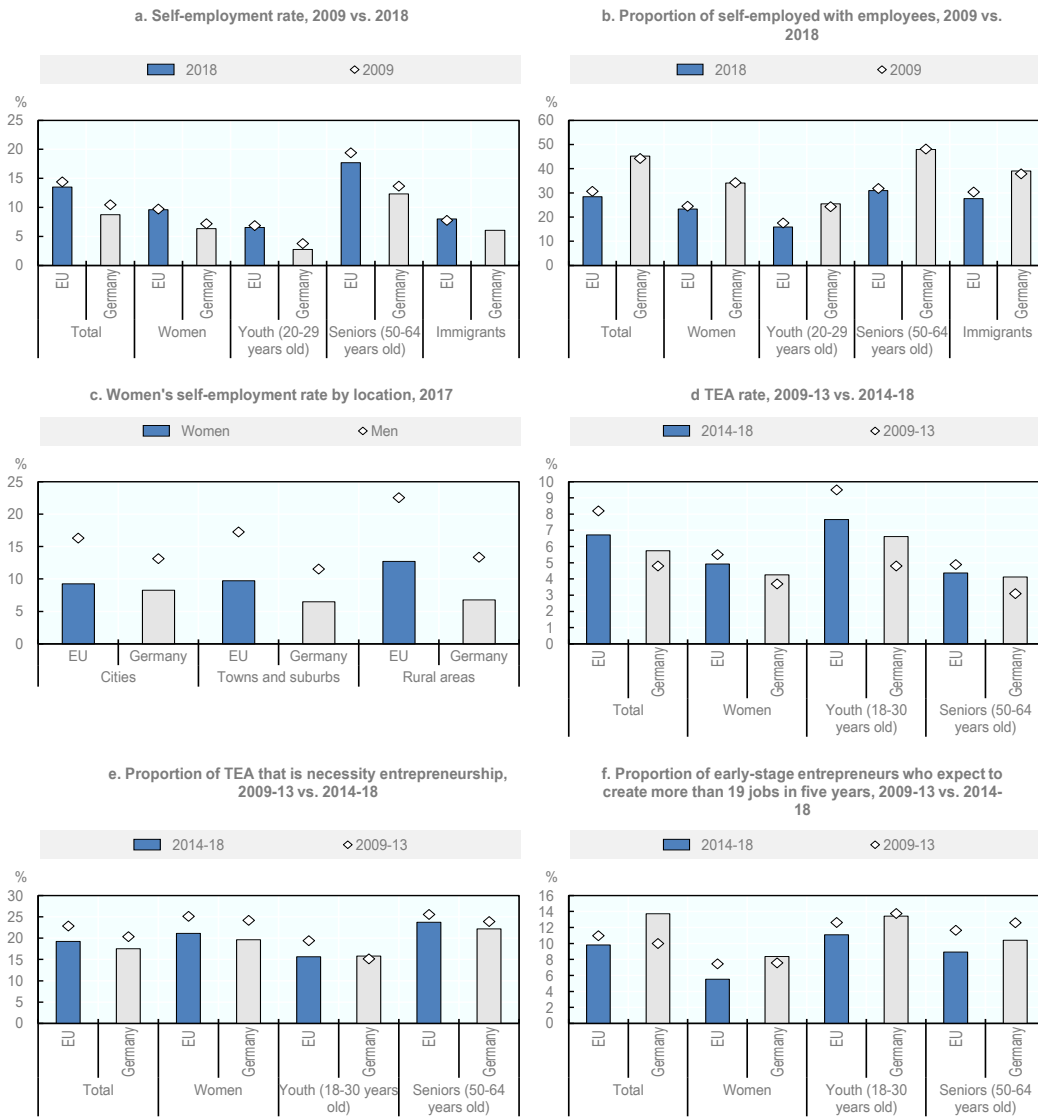 a. Self-employment rate, 2009 vs. 2018
2018 2009
%
25
20
15
10
5
0
EU Germany EU Germany EU Germany EU Germany EU Germany
Total Women Youth (20-29 Seniors (50-64 Immigrants
years old) years old)
b. Proportion of self-employed with employees, 2009 vs.
2018
2018 2009
%
60
50
40
30
20
10
0
EU Germany EU Germany EU Germany EU Germany EU Germany
Total Women Youth (20-29 Seniors (50-64 Immigrants
years old) years old)
c. Women's self-employment rate by location, 2017
Women Men
%
25
20
15
10
5
0
EU Germany EU Germany EU Germany
Cities Towns and suburbs Rural areas
d TEA rate, 2009-13 vs. 2014-18
2014-18 2009-13
%
10
9
8
7
6
5
4
3
2
1
0
EU Germany EU Germany EU Germany EU Germany
Total Women Youth (18-30 Seniors (50-64
years old) years old)
e. Proportion of TEA that is necessity entrepreneurship,
2009-13 vs. 2014-18
2014-18 2009-13
%
30
25
20
15
10
5
0
EU Germany EU Germany EU Germany EU Germany
Total Women Youth (18-30 years Seniors (50-64
old) years old)
f. Proportion of early-stage entrepreneurs who expect to
create more than 19 jobs in five years, 2009-13 vs. 2014-
18
2014-18 2009-13
%
16
14
12
10
8
6
4
2
0
EU Germany EU Germany EU Germany EU Germany
Total Women Youth (18-30 Seniors (50-64
years old) years old)